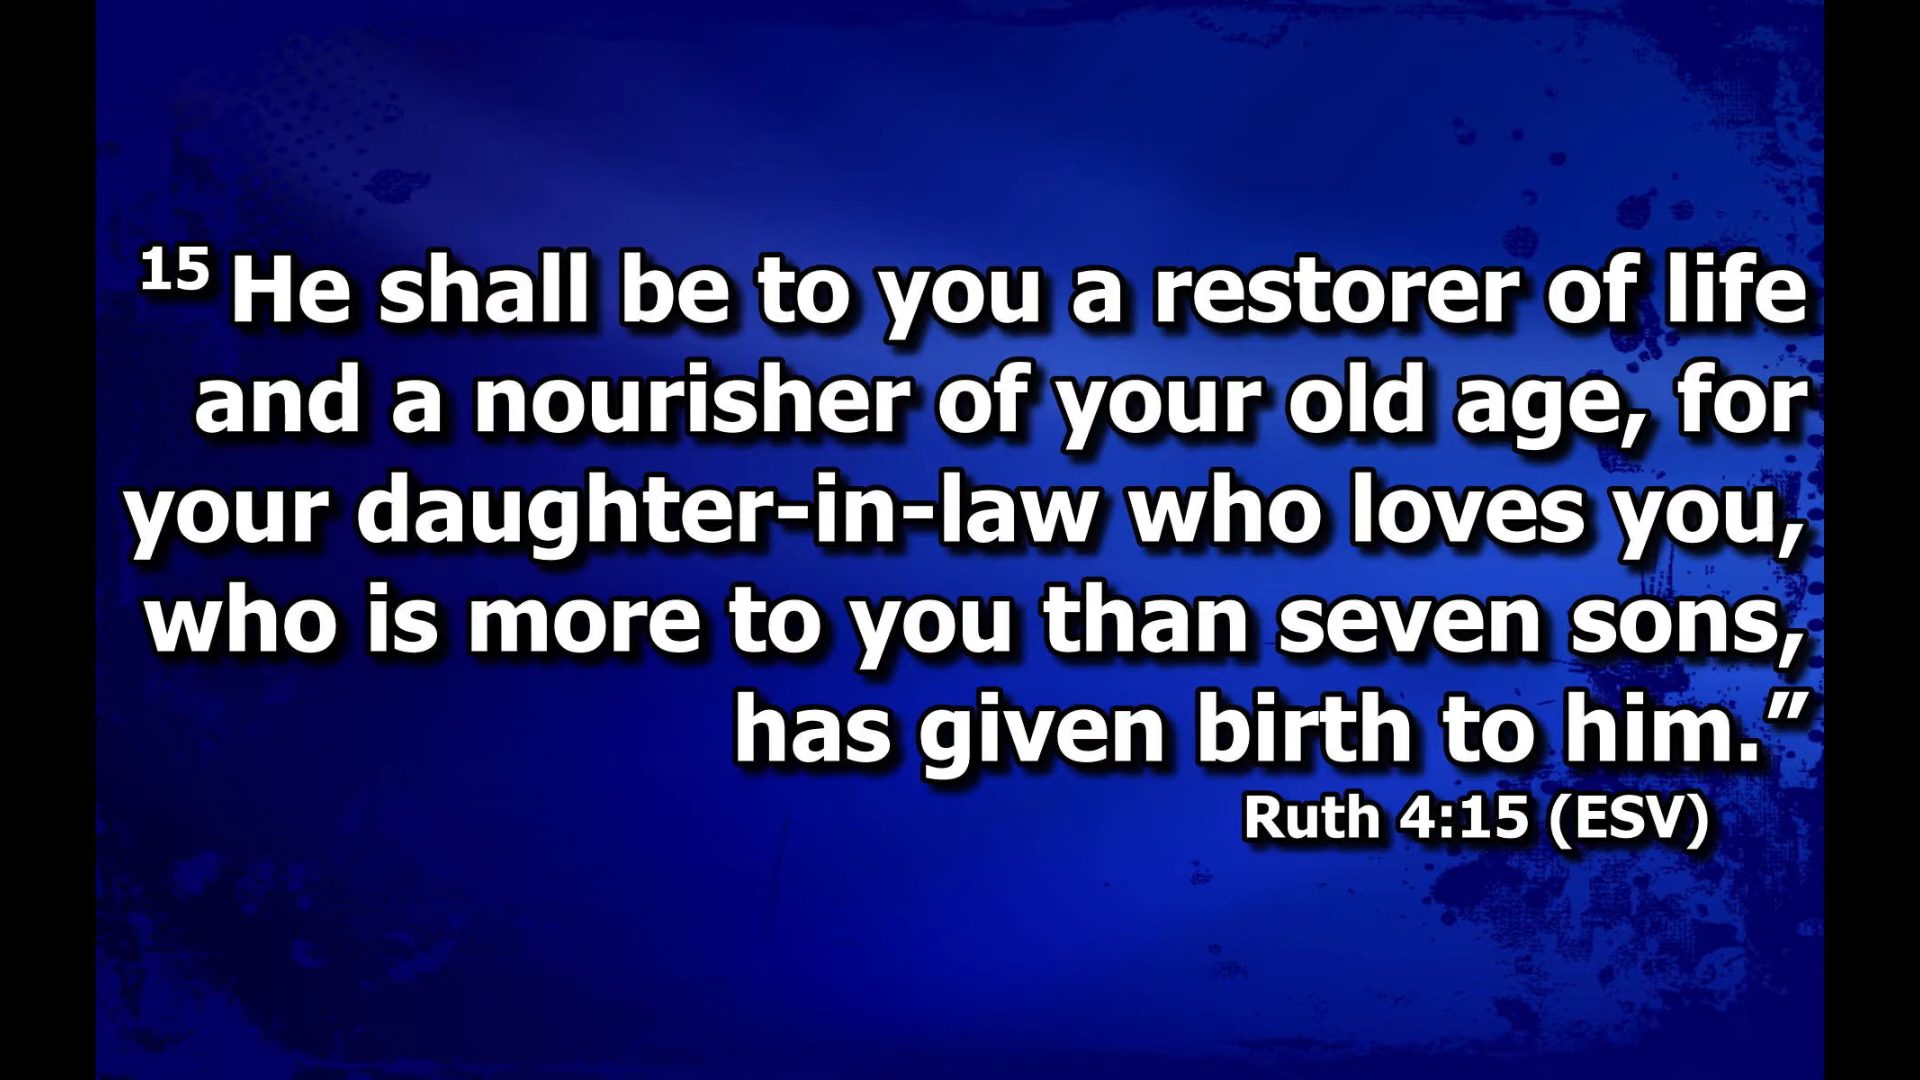 15 He shall be to you a restorer of life
and a nourisher of your old age, for
your daughter-in-law who loves you,
who is more to you than seven sons,
has given birth to him.”
Ruth 4:15 (ESV)